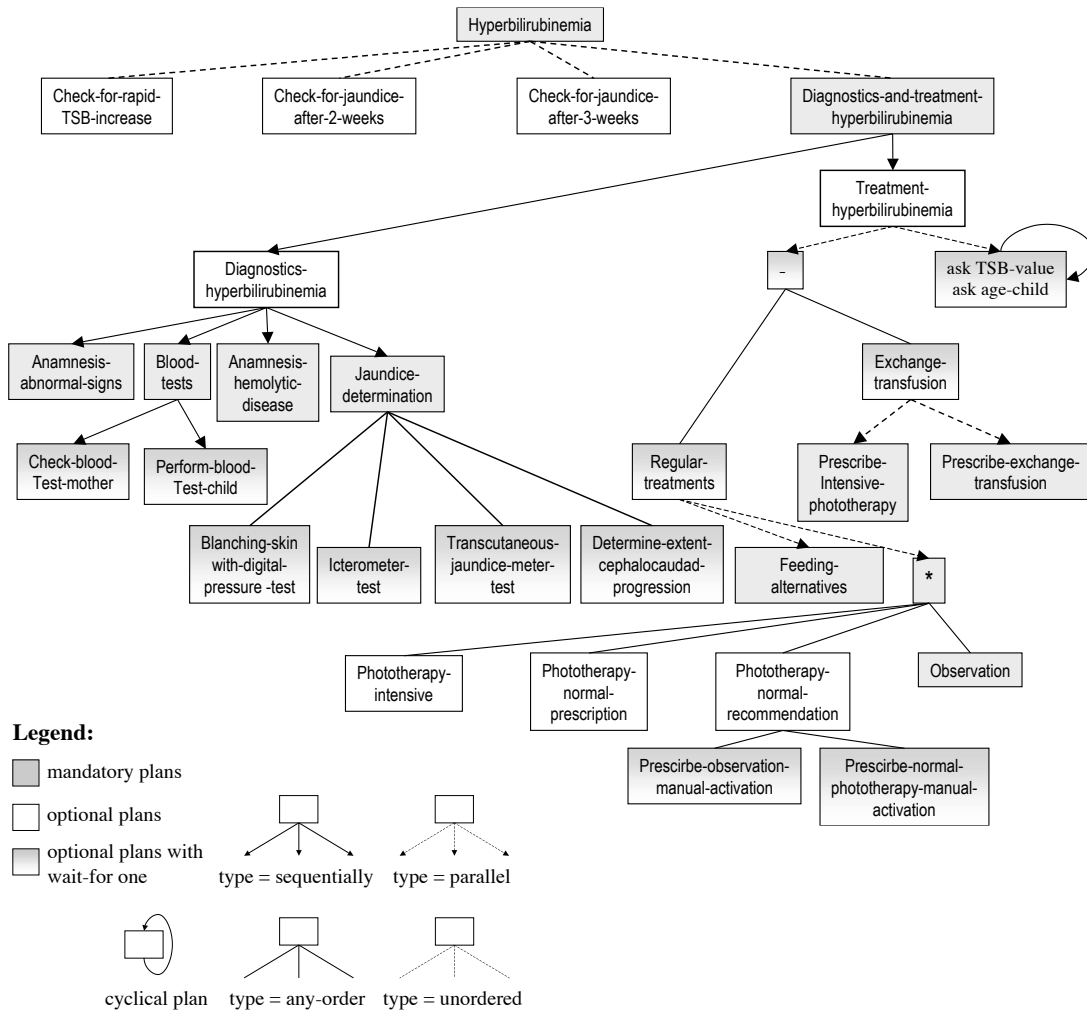 Hyperbilirubinemia
Check-for-rapid-
TSB-increase
Check-for-jaundice-
after-2-weeks
Check-for-jaundice-
after-3-weeks
Diagnostics-and-treatment-
hyperbilirubinemia
Treatment-
hyperbilirubinemia
Diagnostics-
hyperbilirubinemia
-
ask TSB-value
ask age-child
Anamnesis-
abnormal-signs
Blood-
tests
Anamnesis-
hemolytic-
disease
Jaundice-
determination
Exchange-
transfusion
Check-blood-
Test-mother
Perform-blood-
Test-child
Regular-
treatments
Prescribe-
Intensive-
phototherapy
Prescribe-exchange-
transfusion
Blanching-skin
with-digital-
pressure -test
Icterometer-
test
Transcutaneous-
jaundice-meter-
test
Determine-extent-
cephalocaudad-
progression
Feeding-
alternatives
*
Phototherapy-
intensive
Phototherapy-
normal-
prescription
Phototherapy-
normal-
recommendation
Observation
Prescirbe-observation-
manual-activation
Prescirbe-normal-
phototherapy-manual-
activation
Legend:
mandatory plans
optional plans
optional plans with
wait-for one
type = sequentially
type = parallel
cyclical plan
type = any-order
type = unordered